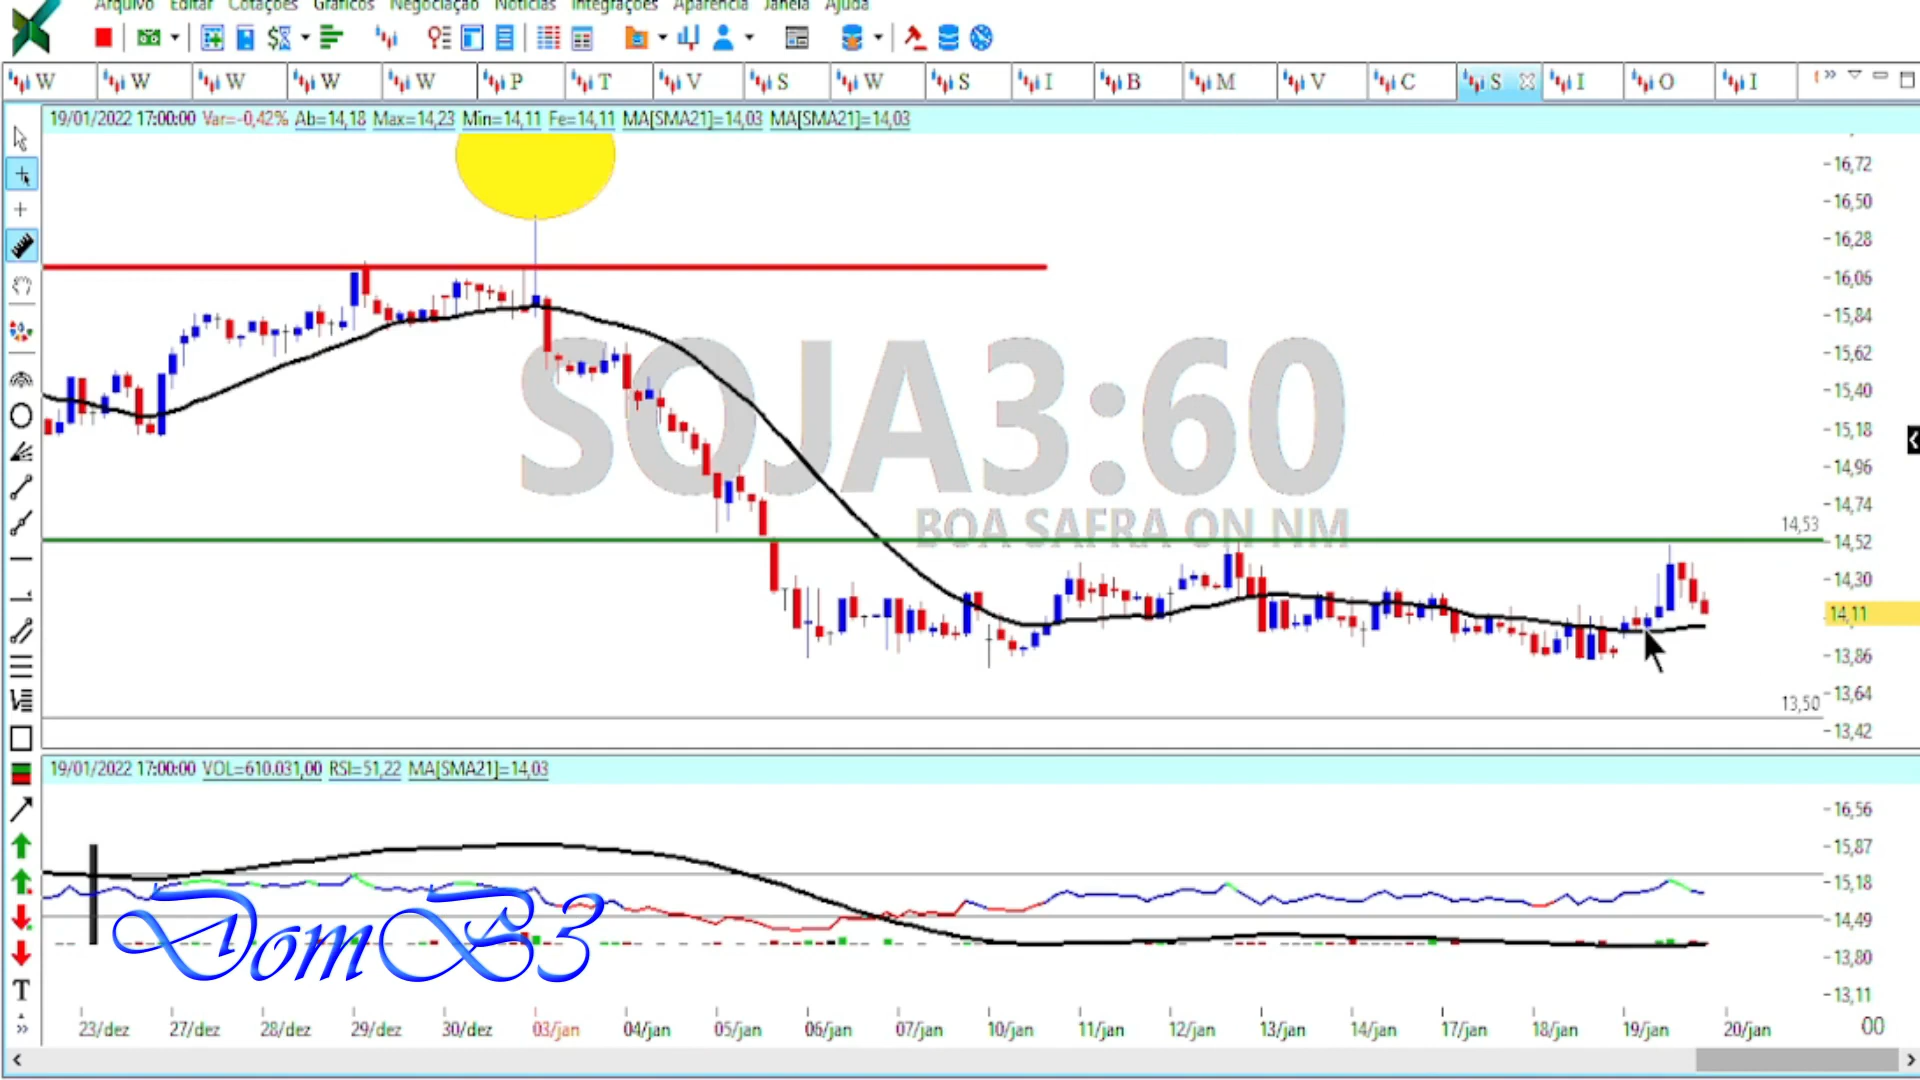 Arquivo Editar Cotações Gráficos Negociação Notícias Integrações Aparência Janela Ajuda
W W W W W P T V S W S I B M V C S I O I
19/01/2022 17:00:00 Var=-0,42% Ab=14,18 Max=14,23 Min=14,11 Fe=14,11 MA[SMA21]=14,03 MA[SMA21]=14,03
16,72
16,50
16,28
16,06
15,84
15,62
15,40
15,18
14,96
14,74
14,53
14,52
14,30
14,11
13,86
13,64
13,50
13,42
SOJA3:60
BOA SAFRA ON NM
19/01/2022 17:00:00 VOL=610.031,00 RSI=51,22 MA[SMA21]=14,03
16,56
15,87
15,18
14,49
13,80
13,11
DomB3
T
23/dez 27/dez 28/dez 29/dez 30/dez 03/jan 04/jan 05/jan 06/jan 07/jan 10/jan 11/jan 12/jan 13/jan 14/jan 17/jan 18/jan 19/jan 20/jan 00